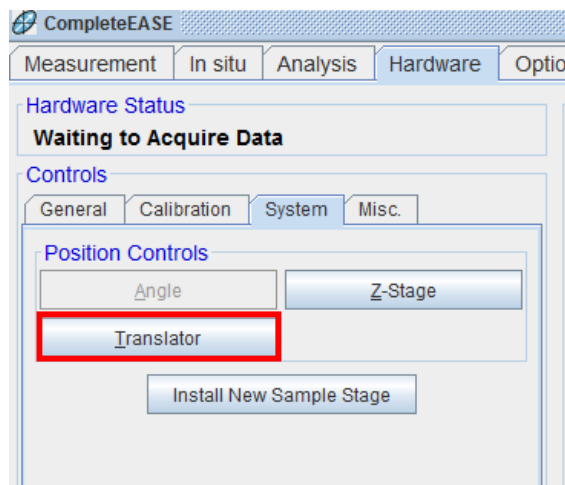 CompleteEASE
Measurement In situ Analysis Hardware Optio
Hardware Status
Waiting to Acquire Data
Controls
General Calibration System Misc.
Position Controls
Angle Z-Stage
Translator
Install New Sample Stage